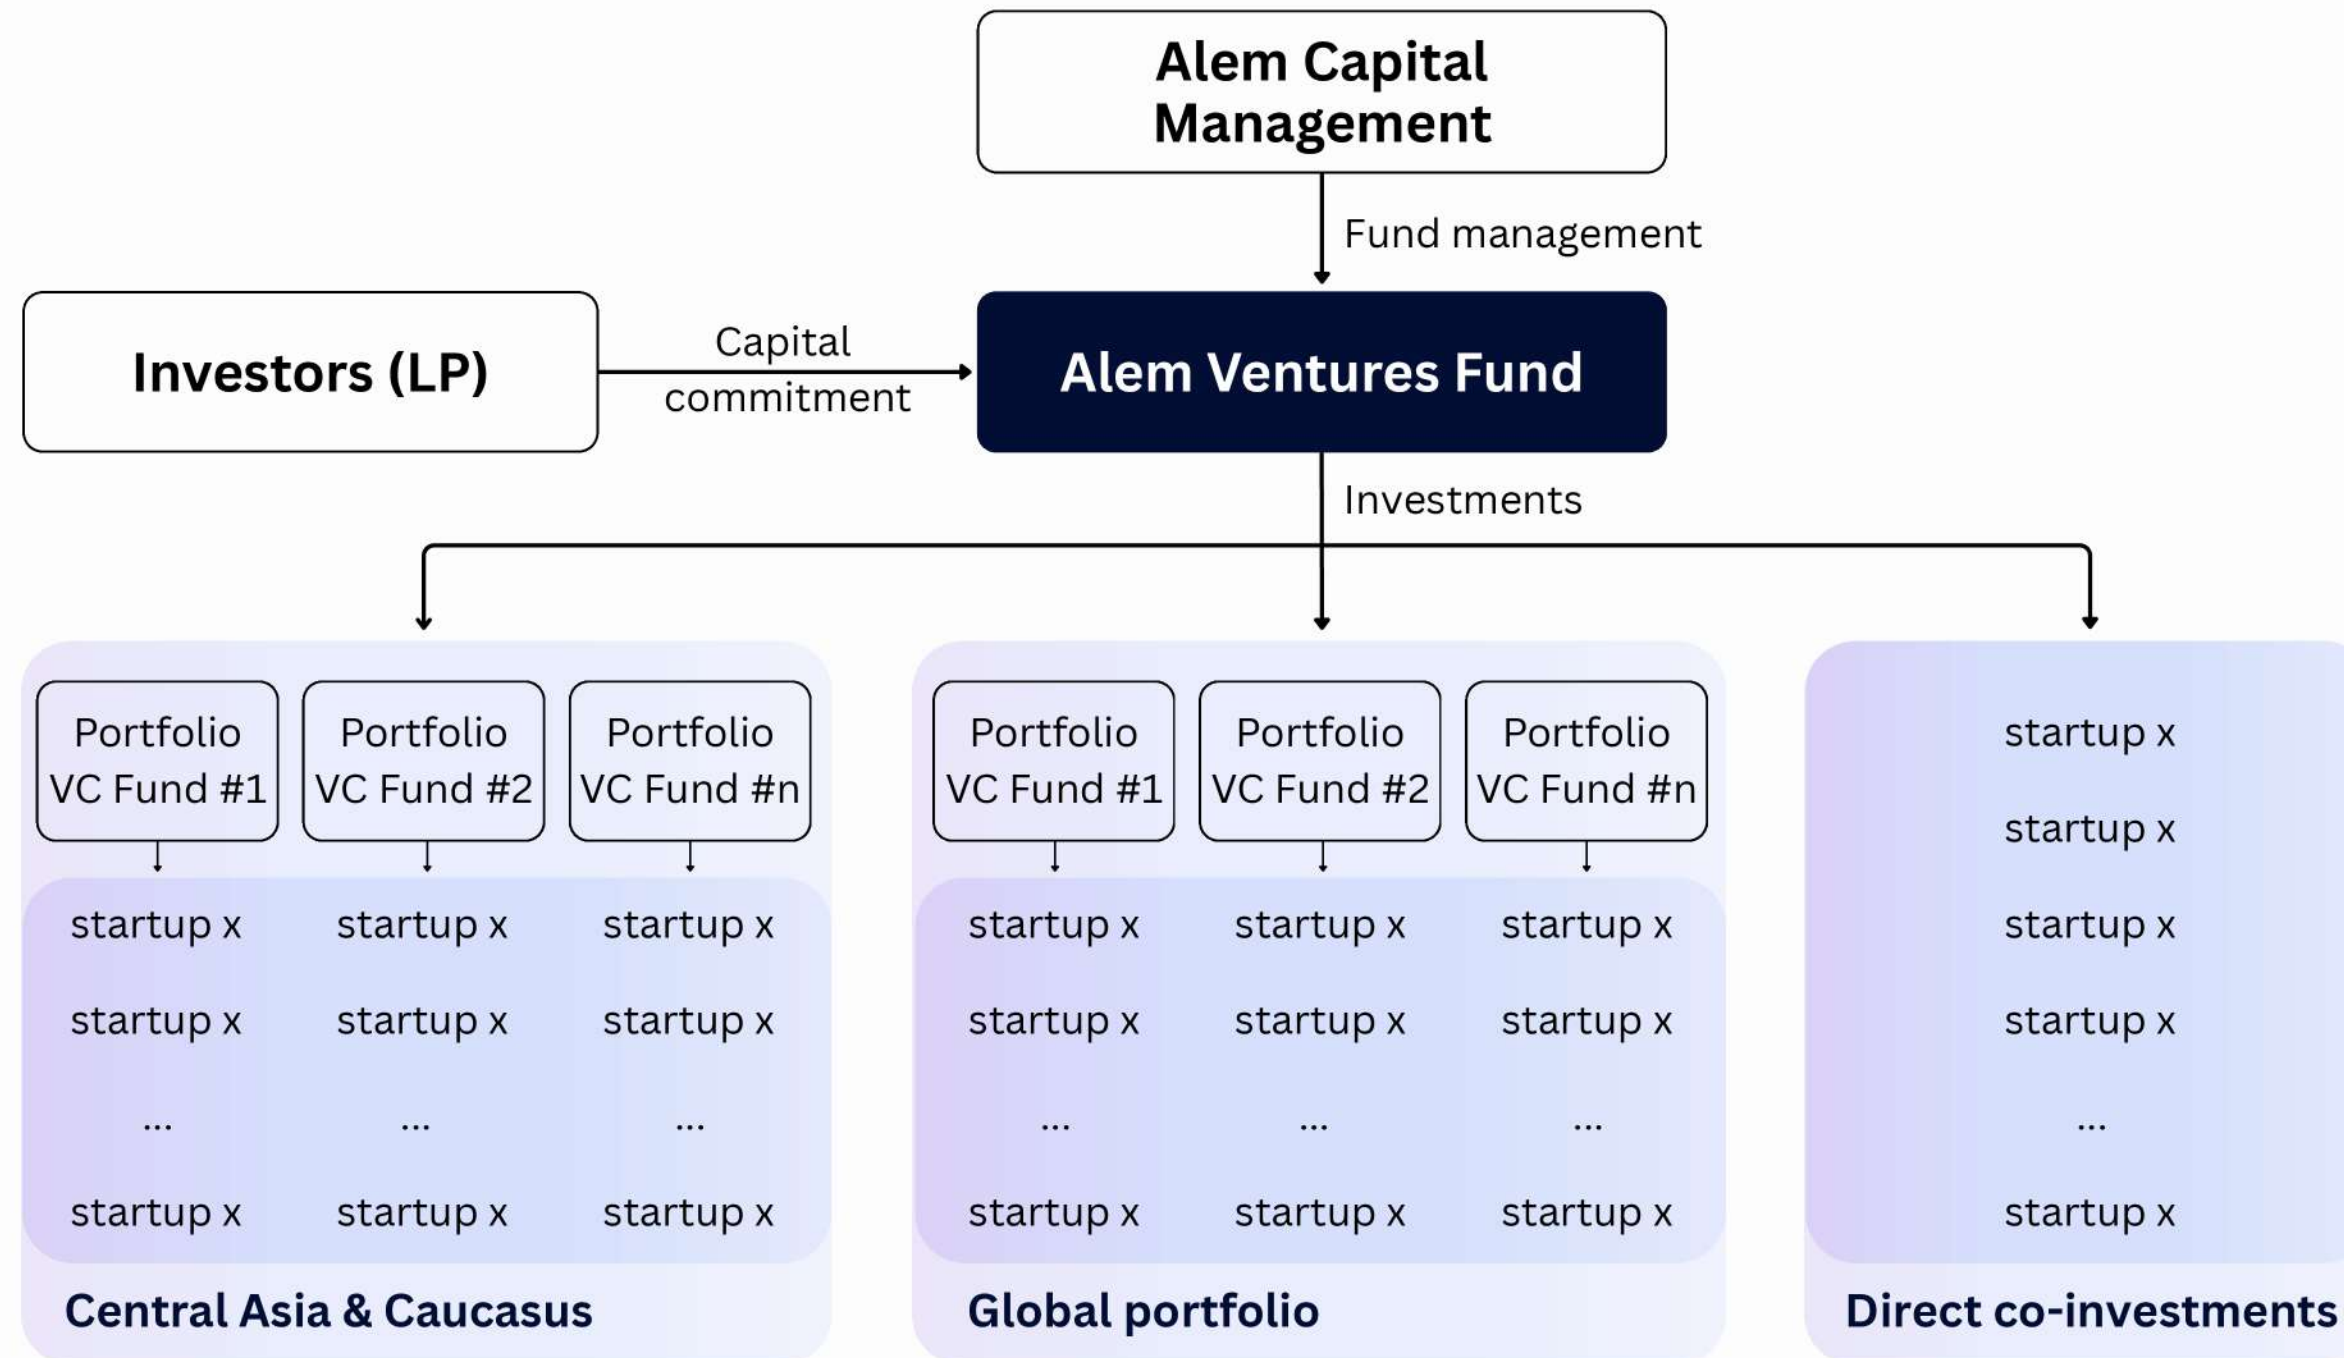 Alem Capital
Management
Fund management
Investors (LP)
Capital
commitment
Alem Ventures Fund
Investments
Portfolio
VC Fund #1
Portfolio
VC Fund #2
Portfolio
VC Fund #n
startup x startup x startup x
startup x startup x startup x
... ... ...
startup x startup x startup x
Central Asia & Caucasus
Portfolio
VC Fund #1
Portfolio
VC Fund #2
Portfolio
VC Fund #n
startup x startup x startup x
startup x startup x startup x
... ... ...
startup x startup x startup x
Global portfolio
startup x
startup x
startup x
startup x
...
startup x
Direct co-investments